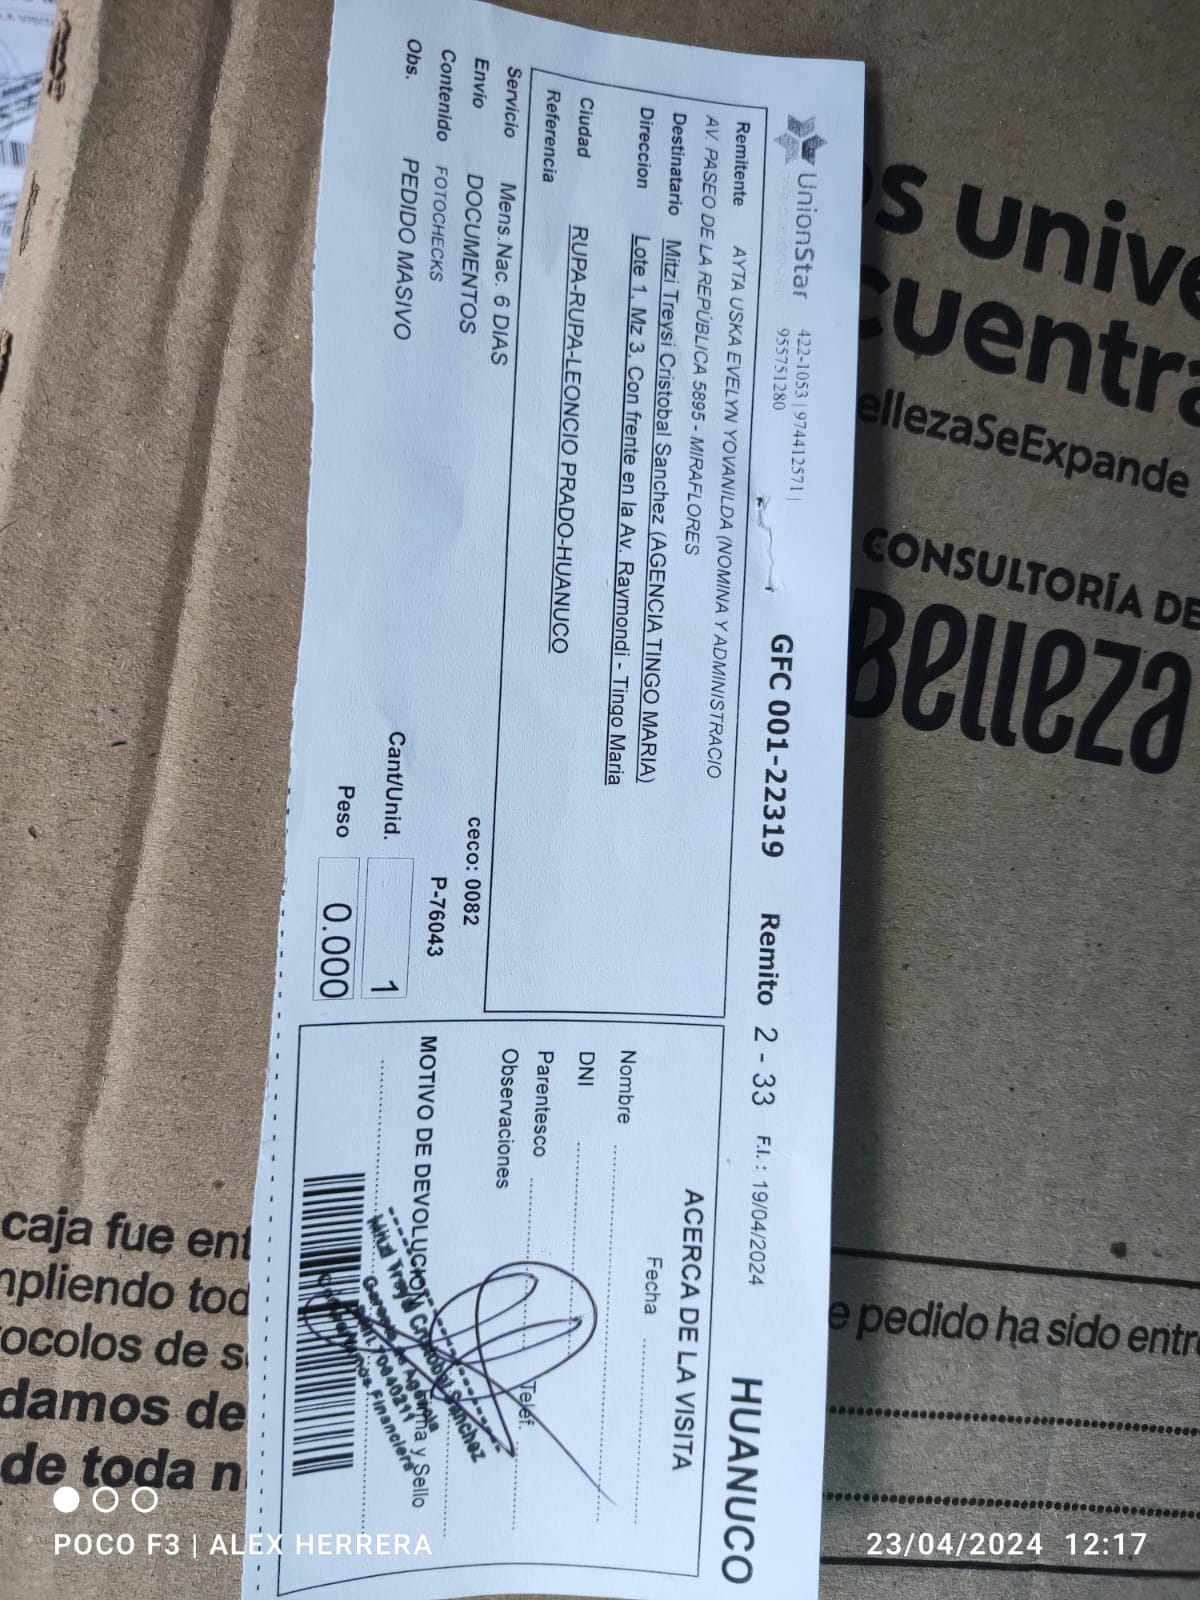 UnionStar
422-1053 | 974412571 |
955751280
GFC 001-22319
Remito 2 - 33
F.I. : 19/04/2024
HUANUCO
Remitente AYTA USKA EVELYN YOVANILDA (NOMINA Y ADMINISTRACIO
AV. PASEO DE LA REPÚBLICA 5895 - MIRAFLORES
Destinatario Mitzi Treysi Cristobal Sanchez (AGENCIA TINGO MARIA)
Direccion Lote 1. Mz 3. Con frente en la Av. Raymondi - Tingo Maria
Ciudad RUPA-RUPA-LEONCIO PRADO-HUANUCO
Referencia
Servicio Mens.Nac. 6 DIAS
Envio DOCUMENTOS
Contenido FOTOCHECKS
Obs. PEDIDO MASIVO
ceco: 0082
P-76043
Cant/Unid. 1
Peso 0.000
ACERCA DE LA VISITA
Fecha
Nombre
DNI
Parentesco
Telef.
Observaciones
MOTIVO DE DEVOLUCION
y Sello
Treysi Cristobal Sanchez
Financiera
s unive
cuentra
ellezaSeExpande
CONSULTORÍA DE
Belleza
caja fue ent
mpliendo tod
ocolos de s
damos de
de toda n
e pedido ha sido entr
POCO F3 | ALEX HERRERA
23/04/2024 12:17